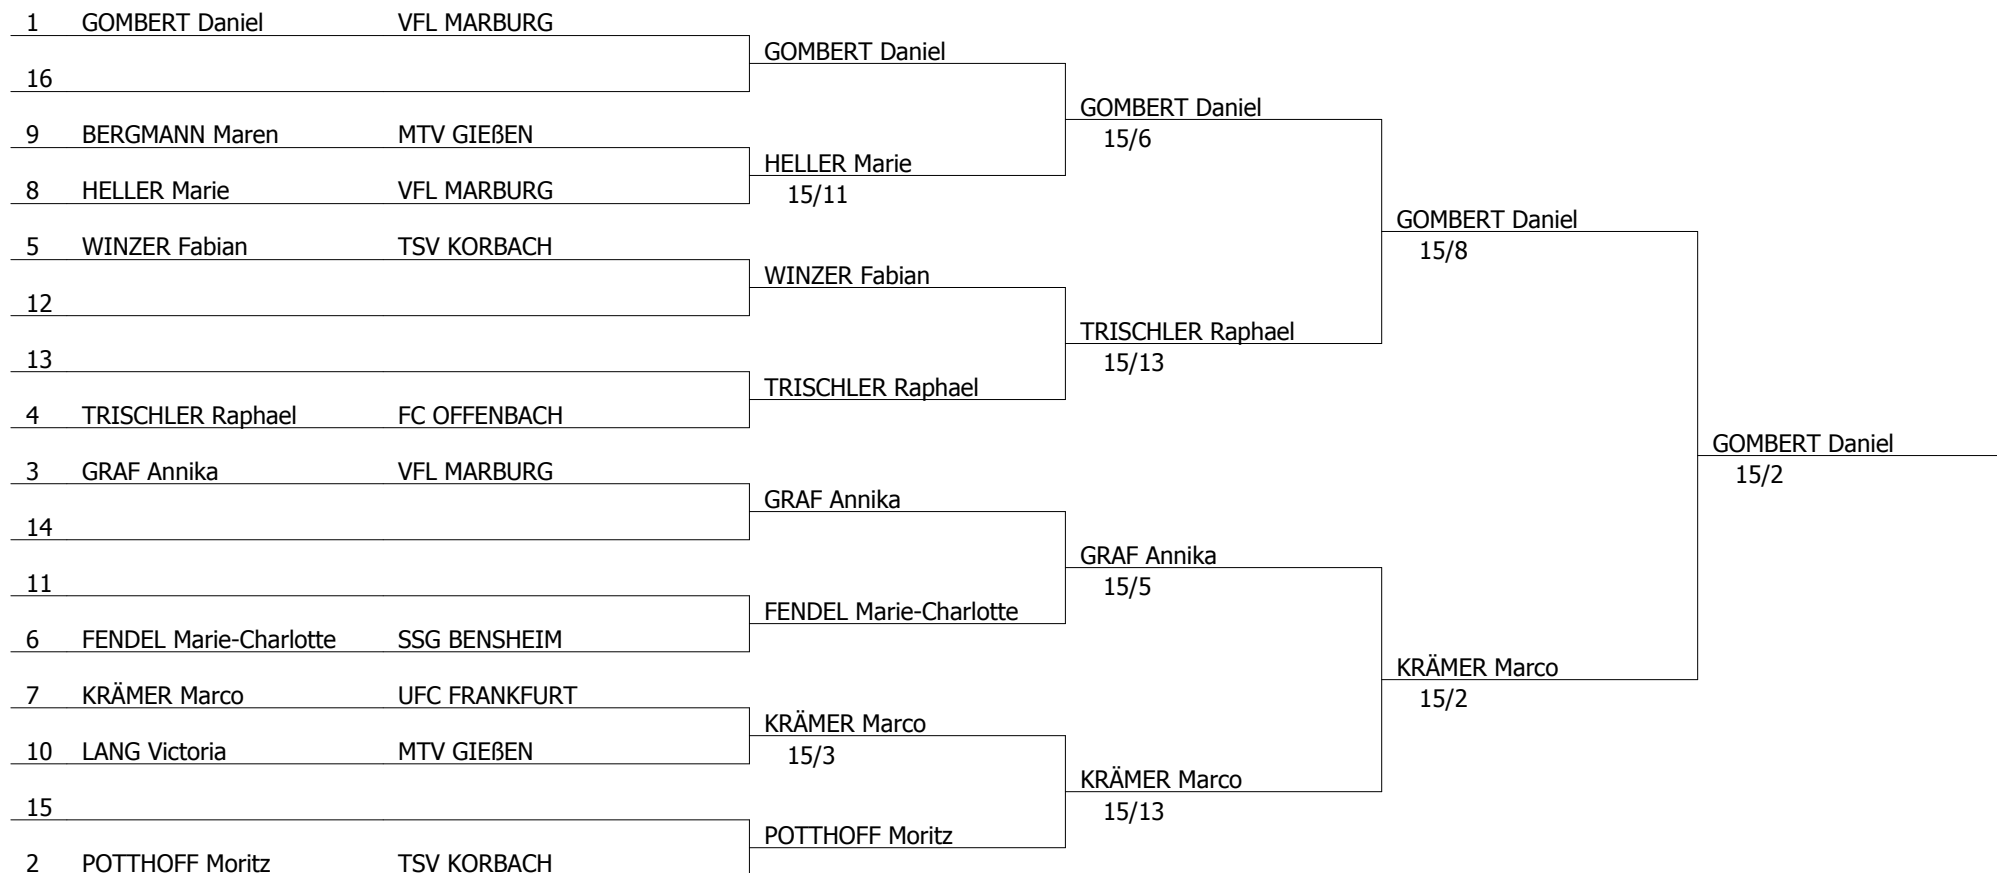 1 GOMBERT Daniel VFL MARBURG
GOMBERT Daniel
16
GOMBERT Daniel
15/6
9 BERGMANN Maren MTV GIEßEN
HELLER Marie
15/11
8 HELLER Marie VFL MARBURG
GOMBERT Daniel
15/8
5 WINZER Fabian TSV KORBACH
WINZER Fabian
12
TRISCHLER Raphael
15/13
13
TRISCHLER Raphael
4 TRISCHLER Raphael FC OFFENBACH
GOMBERT Daniel
15/2
3 GRAF Annika VFL MARBURG
GRAF Annika
14
GRAF Annika
15/5
11
FENDEL Marie-Charlotte
6 FENDEL Marie-Charlotte SSG BENSHEIM
KRÄMER Marco
15/2
7 KRÄMER Marco UFC FRANKFURT
KRÄMER Marco
15/3
10 LANG Victoria MTV GIEßEN
KRÄMER Marco
15/13
15
POTTHOFF Moritz
2 POTTHOFF Moritz TSV KORBACH